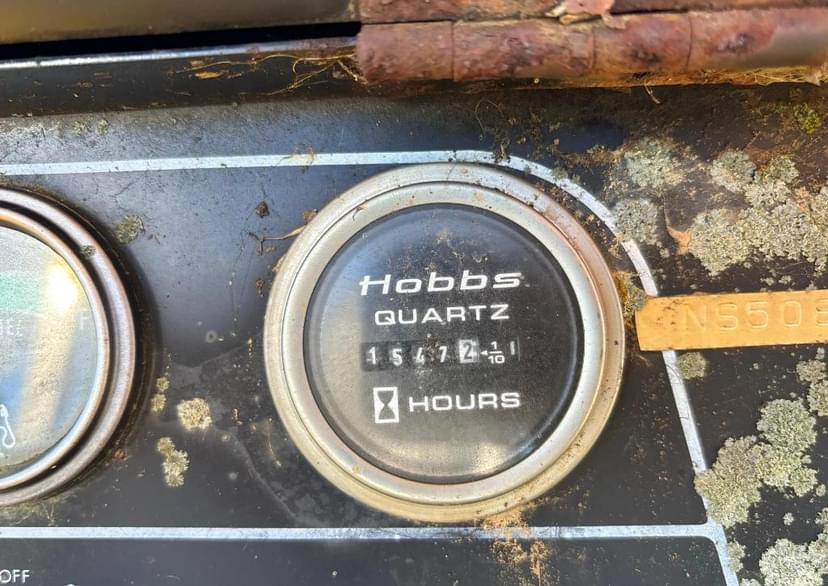 Hobbs
QUARTZ
15472 1/10
HOURS
NS50
F
OFF